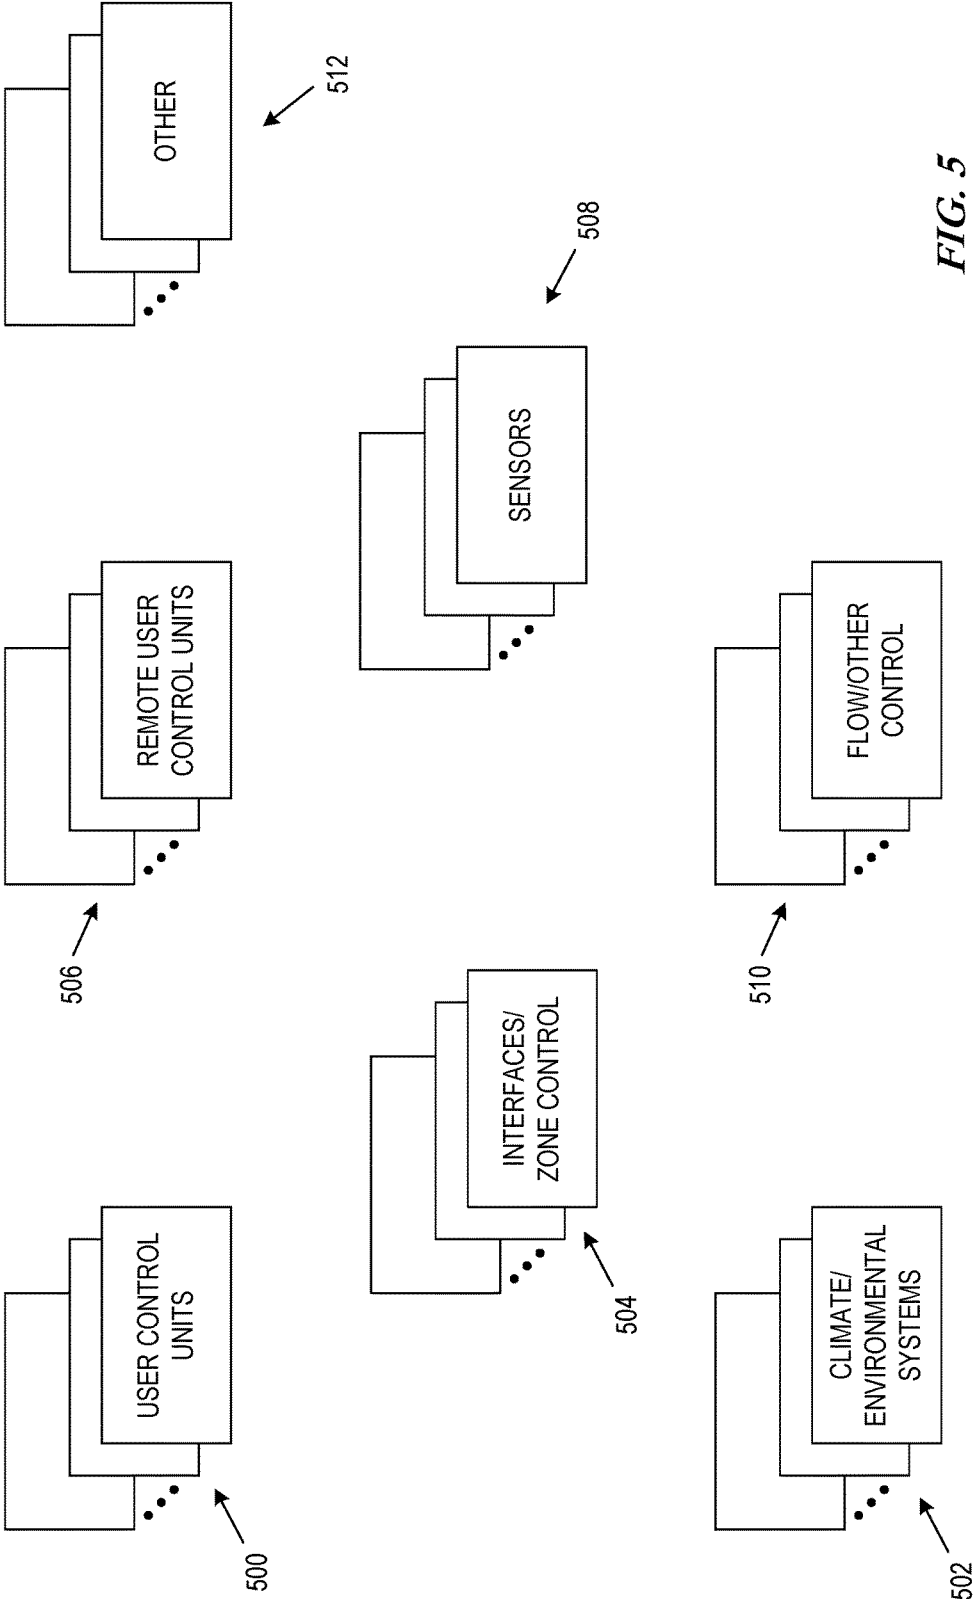 USER CONTROL
UNITS
500
506
REMOTE USER
CONTROL UNITS
OTHER
512
INTERFACES/
ZONE CONTROL
504
SENSORS
508
CLIMATE/
ENVIRONMENTAL
SYSTEMS
502
510
FLOW/OTHER
CONTROL
FIG. 5